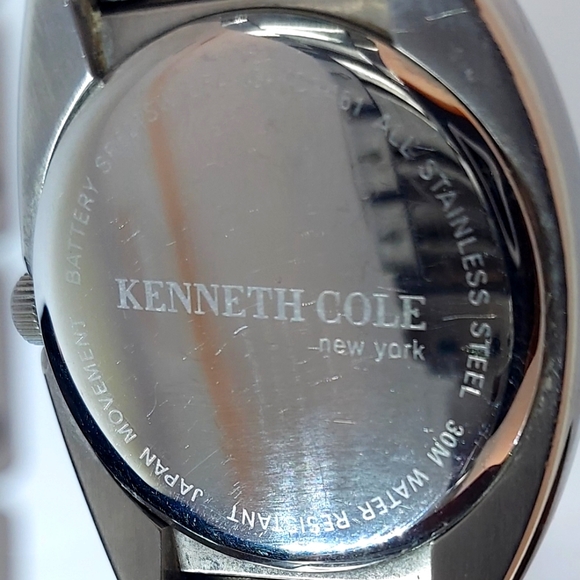 KENNETH COLE
new york
ALL STAINLESS STEEL 30M WATER RESISTANT JAPAN MOVEMENT BATTERY